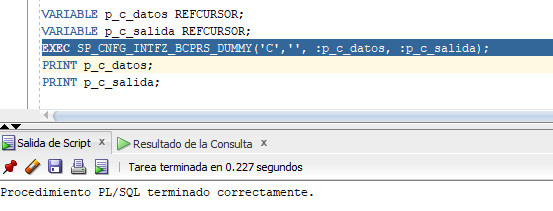 VARIABLE p_c_datos REFCURSOR;
VARIABLE p_c_salida REFCURSOR;
EXEC SP_CNFG_INTFZ_BCPRS_DUMMY('C','', :p_c_datos, :p_c_salida);
PRINT p_c_datos;
PRINT p_c_salida;
Salida de Script x Resultado de la Consulta x
Tarea terminada en 0.227 segundos
Procedimiento PL/SQL terminado correctamente.